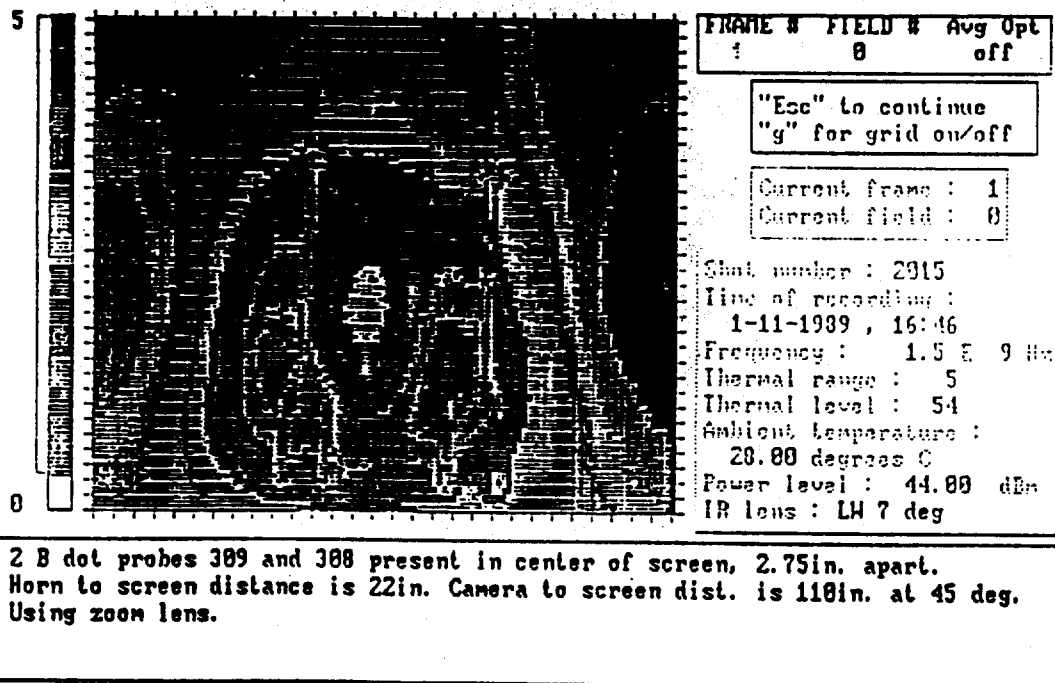 5
0
FRAME # FIELD # Avg Opt
1 0 off
"Esc" to continue
"g" for grid on/off
Current frame : 1
Current field : 0
Shot number : 2015
Time of recording :
1-11-1989 , 16:46
Frequency : 1.5 E 9 Hz
Thermal range : 5
Thermal level : 54
Ambient temperature :
20.00 degrees C
Power level : 44.00 dBm
IR lens : LW 7 deg
2 B dot probes 309 and 308 present in center of screen, 2.75in. apart.
Horn to screen distance is 22in. Camera to screen dist. is 110in. at 45 deg.
Using zoom lens.